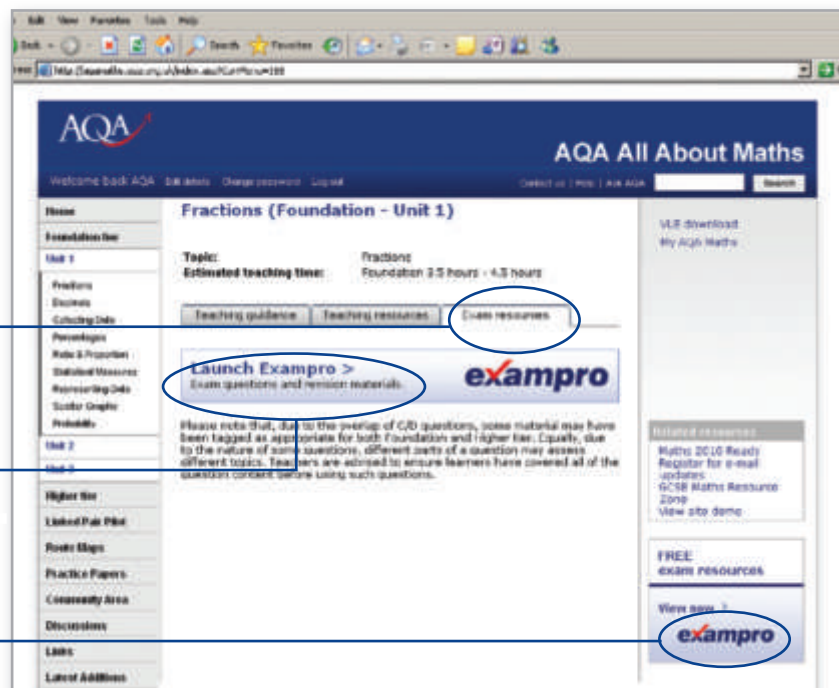 Edit View Favorites Tools Help
Back Search Favorites
AQA
AQA All About Maths
Welcome back AQA Edit details Change password Log out
Contact us | Help | Ask AQA Search
Home
Foundation tier
Unit 1
Fractions
Decimals
Collecting Data
Percentages
Ratio & Proportion
Statistical Measures
Representing Data
Scatter Graphs
Probability
Unit 2
Unit 3
Higher tier
Linked Pair Pilot
Route Maps
Practice Papers
Community Area
Discussions
Links
Latest Additions
Fractions (Foundation - Unit 1)
Topic: Fractions
Estimated teaching time: Foundation 3.5 hours - 4.5 hours
Teaching guidance Teaching resources Exam resources
Launch Exampro >
Exam questions and revision materials.
exampro
Please note that, due to the overlap of C/D questions, some material may have
been tagged as appropriate for both Foundation and Higher tier. Equally, due
to the nature of some questions, different parts of a question may assess
different topics. Teachers are advised to ensure learners have covered all of the
question content before using such questions.
VLE download
My AQA Maths
Related resources
Maths 2010 Ready
Register for e-mail
updates
GCSE Maths Resource
Zone
View site demo
FREE
exam resources
View now >
exampro